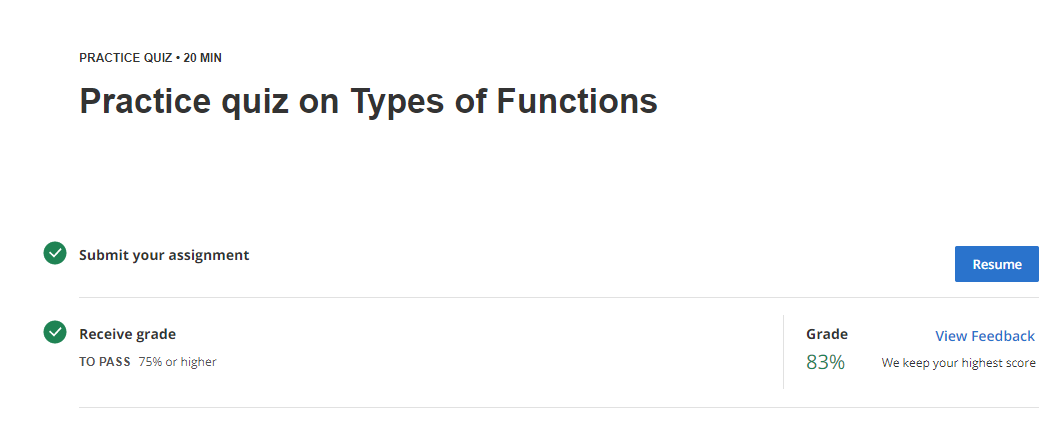 PRACTICE QUIZ • 20 MIN
Practice quiz on Types of Functions
Submit your assignment
Resume
Receive grade
TO PASS 75% or higher
Grade
83%
View Feedback
We keep your highest score